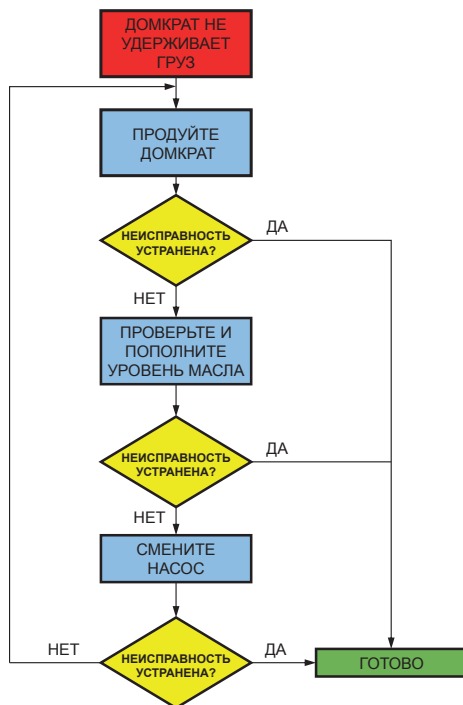 ДОМКРАТ НЕ
УДЕРЖИВАЕТ
ГРУЗ
ПРОДУЙТЕ
ДОМКРАТ
НЕИСПРАВНОСТЬ
УСТРАНЕНА?
ДА
НЕТ
ПРОВЕРЬТЕ И
ПОПОЛНИТЕ
УРОВЕНЬ МАСЛА
НЕИСПРАВНОСТЬ
УСТРАНЕНА?
ДА
НЕТ
СМЕНИТЕ
НАСОС
НЕТ
НЕИСПРАВНОСТЬ
УСТРАНЕНА?
ДА
ГОТОВО